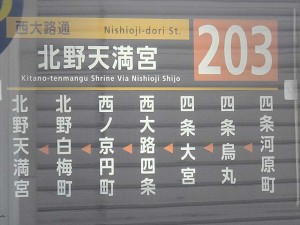 西大路通 Nishioji-dori St.
北野天満宮
203
Kitano-tenmangu Shrine Via Nishioji Shijo
北野天満宮
北野白梅町
西ノ京円町
西大路四条
四条大宮
四条烏丸
四条河原町